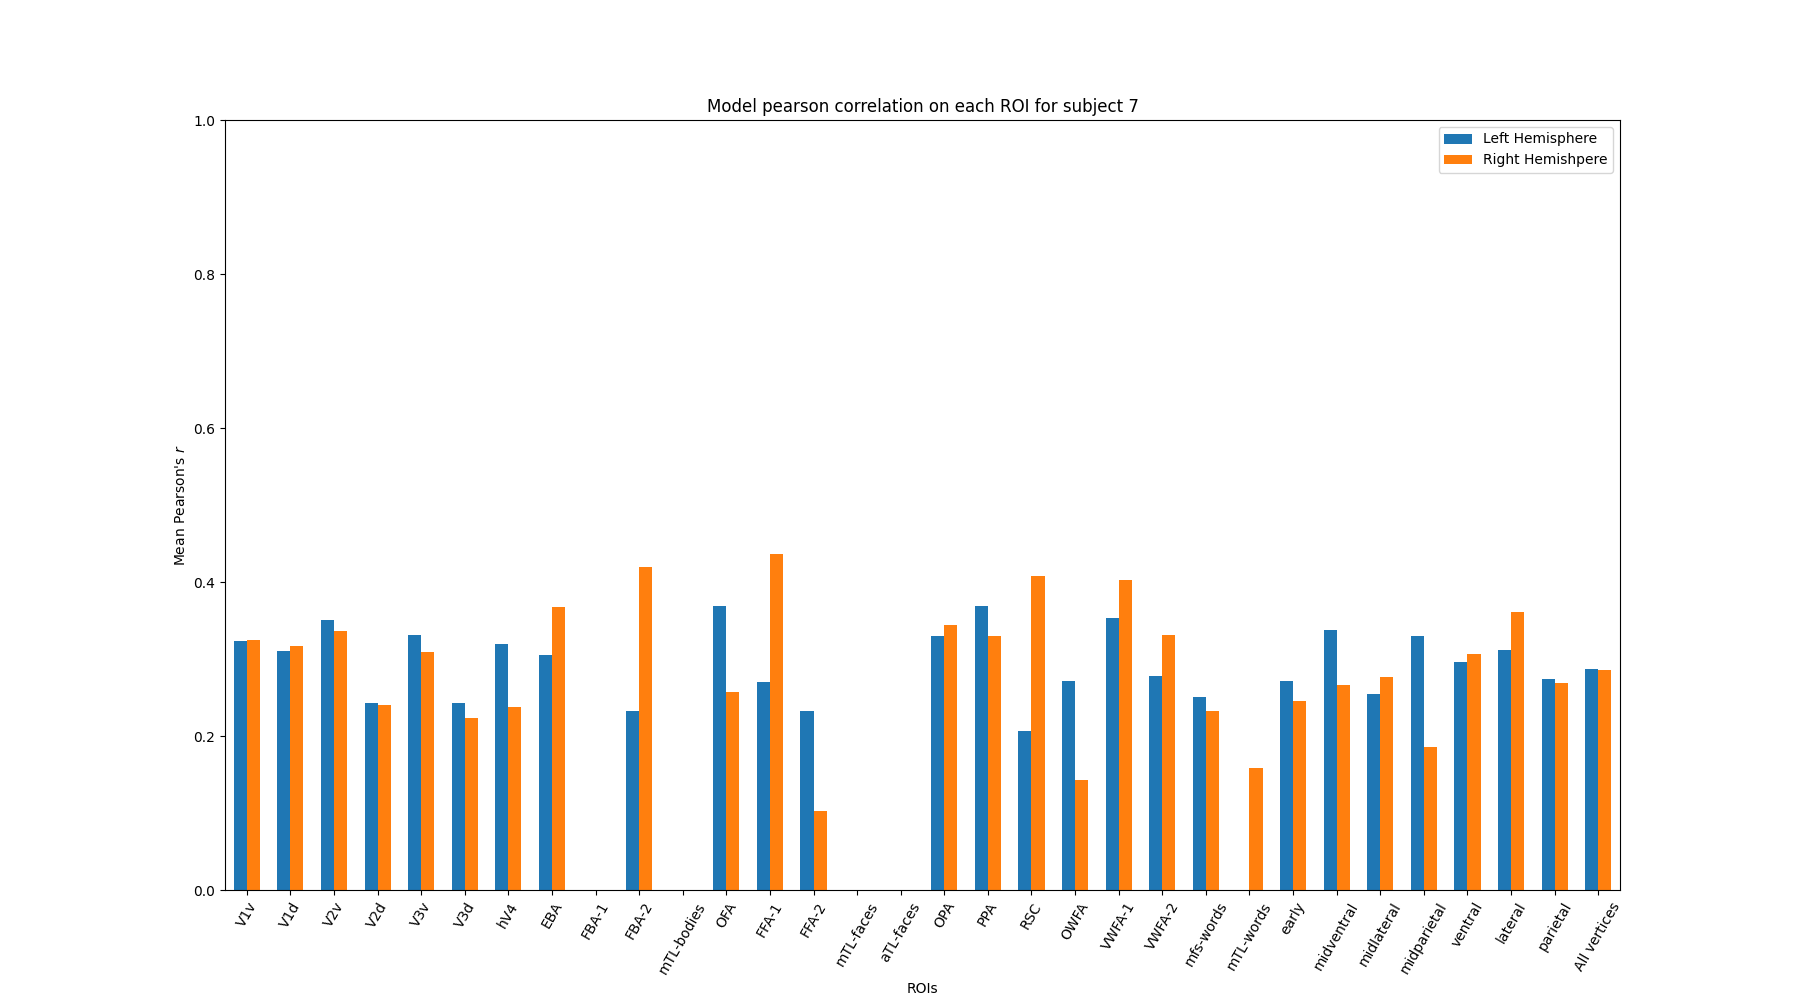 Model pearson correlation on each ROI for subject 7
Left Hemisphere
Right Hemishpere
1.0
0.8
0.6
0.4
0.2
0.0
Mean Pearson's r
V1v
V1d
V2v
V2d
V3v
V3d
hV4
EBA
FBA-1
FBA-2
mTL-bodies
OFA
FFA-1
FFA-2
mTL-faces
aTL-faces
OPA
PPA
RSC
OWFA
VWFA-1
VWFA-2
mfs-words
mTL-words
early
midventral
midlateral
midparietal
ventral
lateral
parietal
All vertices
ROIs